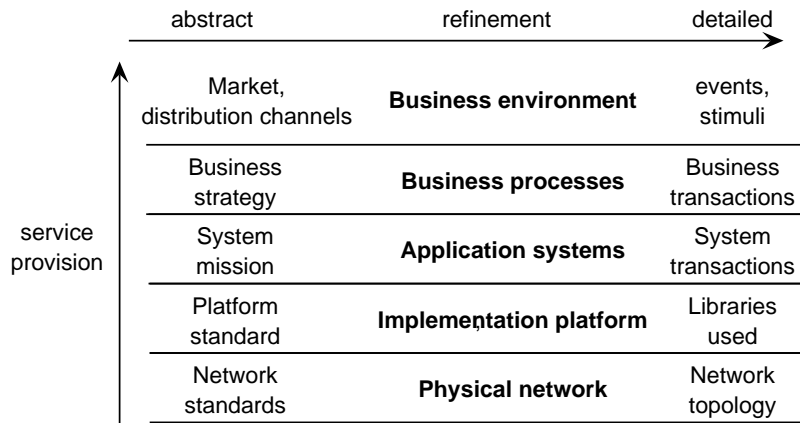 abstract refinement detailed
Market, Business environment events,
distribution channels stimuli
Business Business processes Business
strategy transactions
service
provision
System Application systems System
mission transactions
Platform Implementation platform Libraries
standard used
Network Physical network Network
standards topology